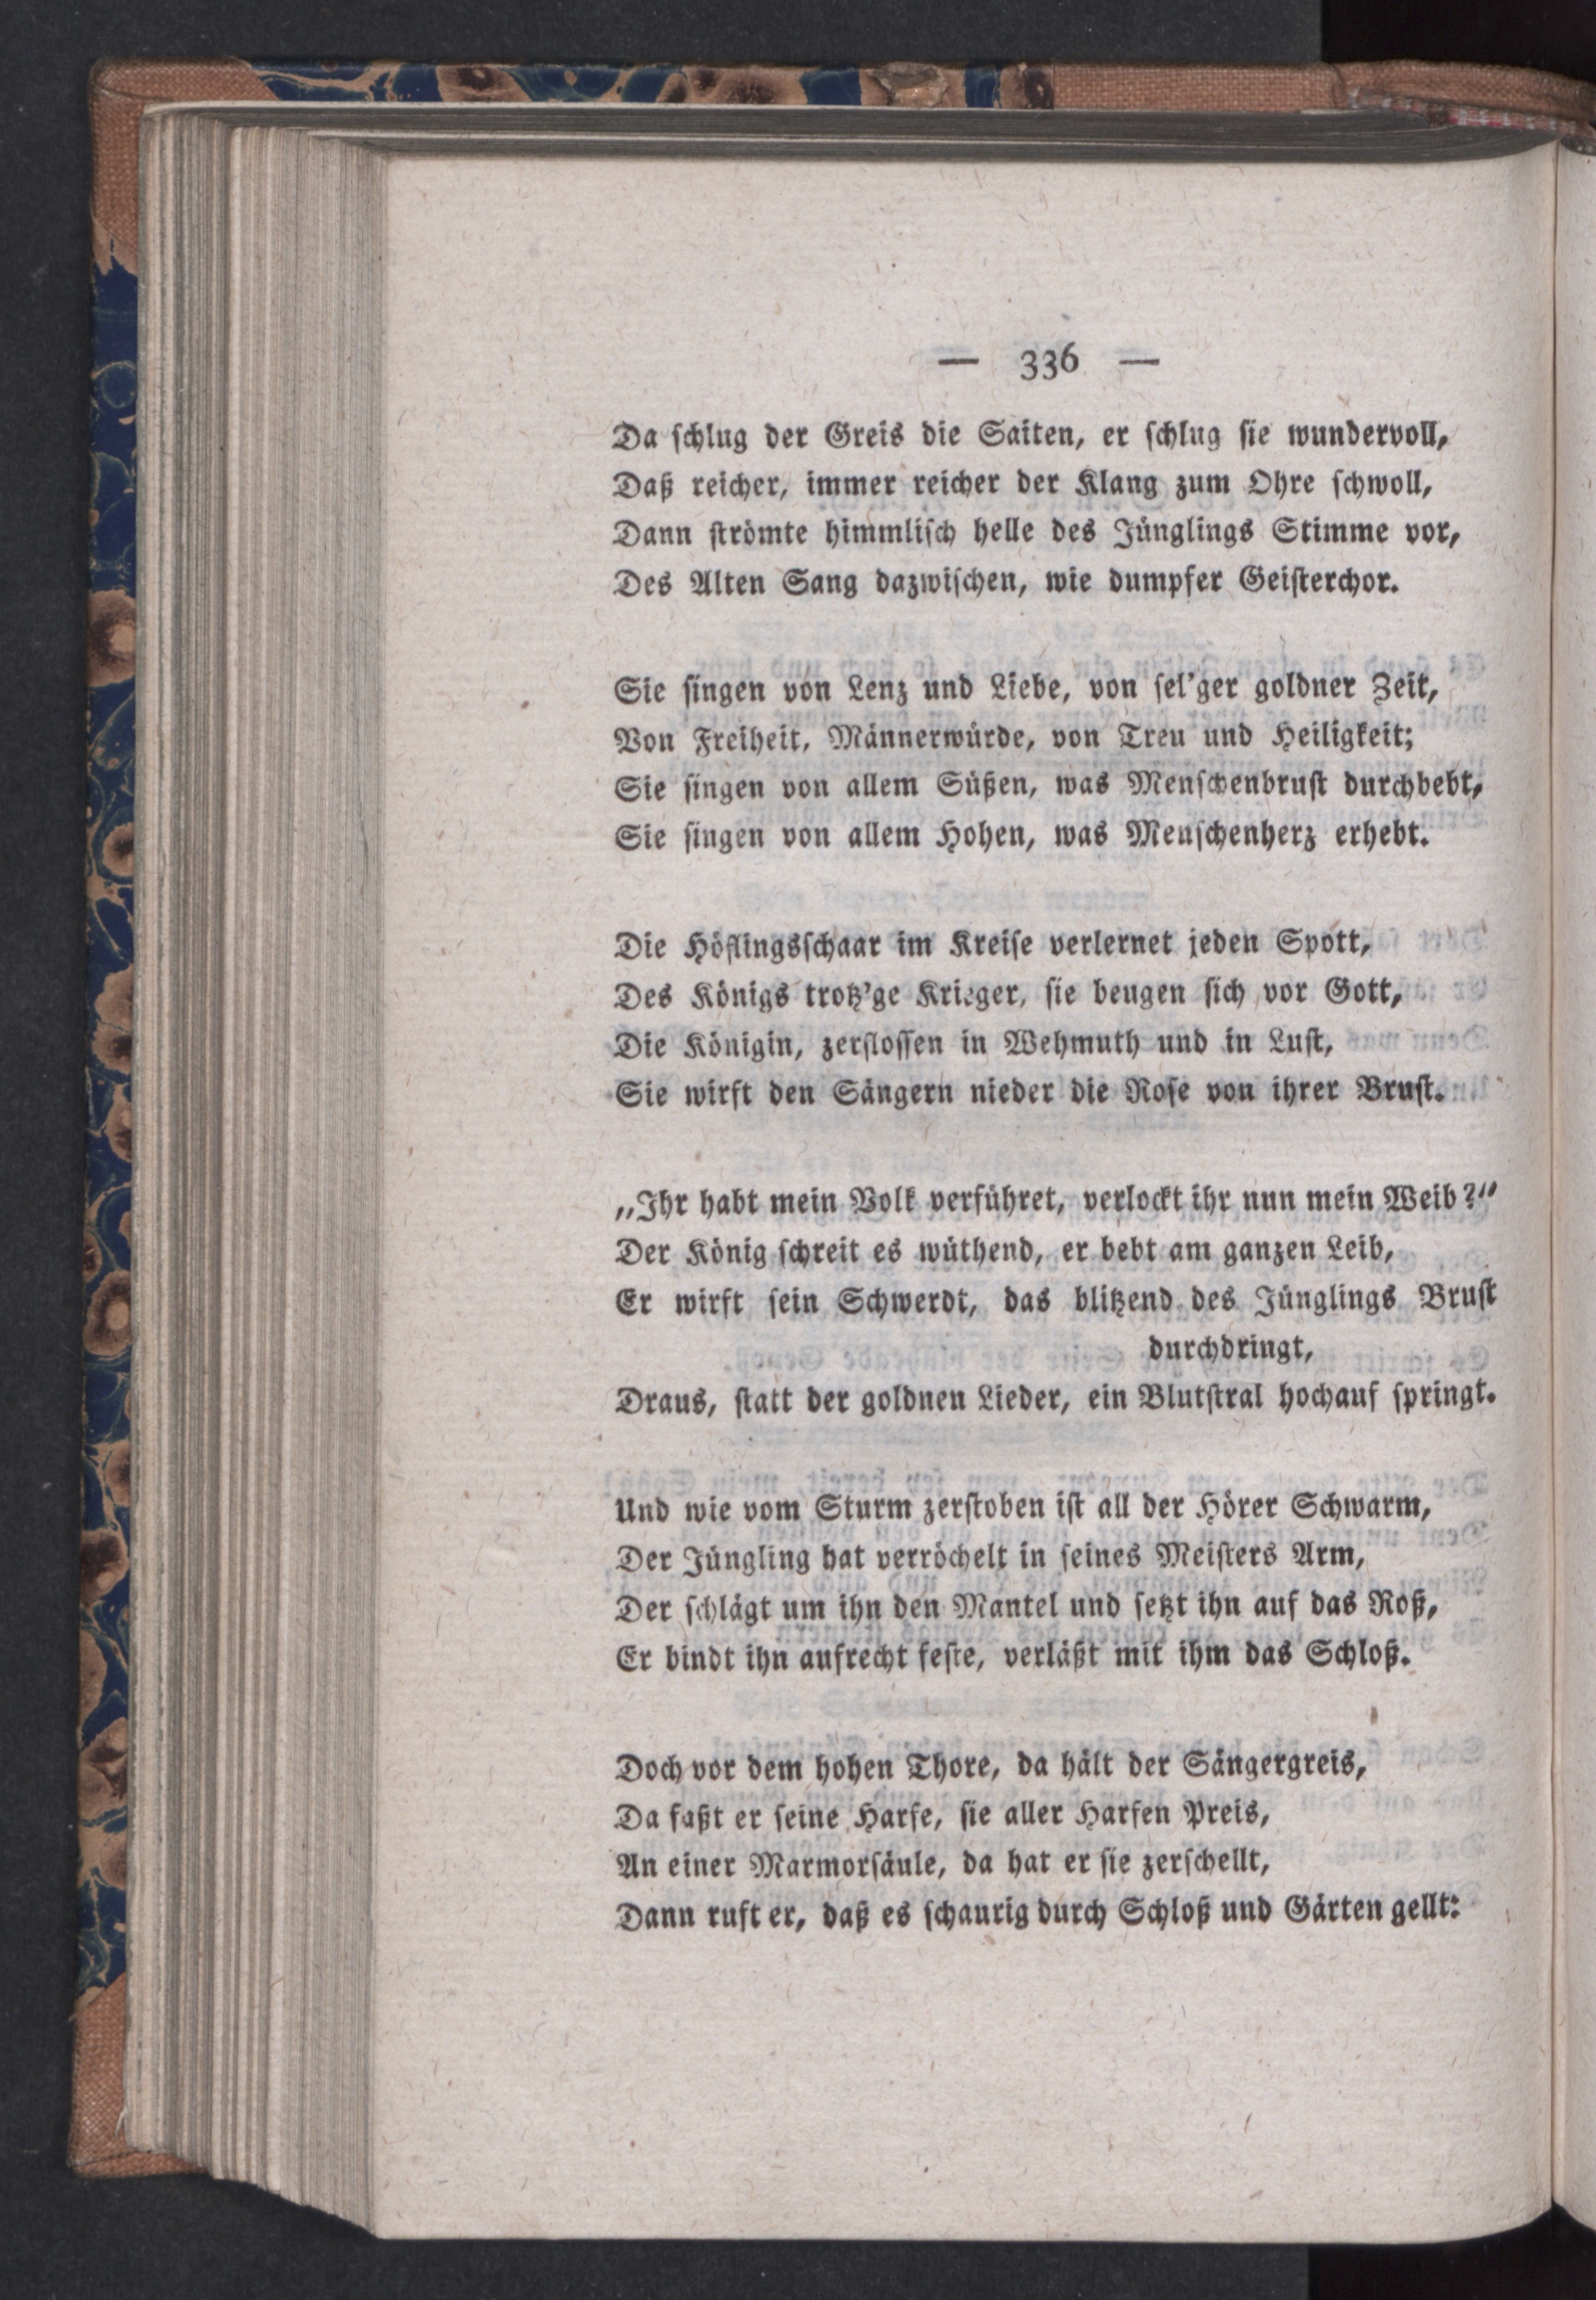 — 336 —
Da ſchlug der Greis die Saiten, er ſchlug ſie wundervoll,
Daß reicher, immer reicher der Klang zum Ohre ſchwoll,
Dann ſtrömte himmliſch helle des Jünglings Stimme vor,
Des Alten Sang dazwiſchen, wie dumpfer Geiſterchor.
Sie ſingen von Lenz und Liebe, von ſel’ger goldner Zeit,
Von Freiheit, Männerwürde, von Treu und Heiligkeit;
Sie ſingen von allem Süßen, was Menſchenbruſt durchbebt,
Sie ſingen von allem Hohen, was Menſchenherz erhebt.
Die Höflingsſchaar im Kreiſe verlernet jeden Spott,
Des Königs trotz’ge Krieger, ſie beugen ſich vor Gott,
Die Königin, zerfloſſen in Wehmuth und in Luſt,
Sie wirft den Sängern nieder die Roſe von ihrer Bruſt.
„Ihr habt mein Volk verführet, verlockt ihr nun mein Weib?“
Der König ſchreit es wüthend, er bebt am ganzen Leib,
Er wirft ſein Schwerdt, das blitzend des Jünglings Bruſt
durchdringt,
Draus, ſtatt der goldnen Lieder, ein Blutſtral hochauf ſpringt.
Und wie vom Sturm zerſtoben iſt all der Hörer Schwarm,
Der Jüngling hat verröchelt in ſeines Meiſters Arm,
Der ſchlägt um ihn den Mantel und ſetzt ihn auf das Roß,
Er bindt ihn aufrecht feſte, verläßt mit ihm das Schloß.
Doch vor dem hohen Thore, da hält der Sängergreis,
Da faßt er ſeine Harfe, ſie aller Harfen Preis,
An einer Marmorſäule, da hat er ſie zerſchellt,
Dann ruft er, daß es ſchaurig durch Schloß und Gärten gellt: